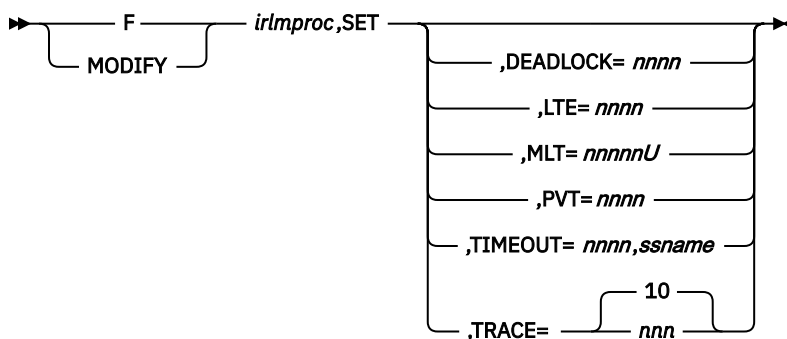 F irlmproc,SET
MODIFY
,DEADLOCK= nnnn
,LTE= nnnn
,MLT= nnnnnU
,PVT= nnnn
,TIMEOUT= nnnn,ssname
10
,TRACE= nnn